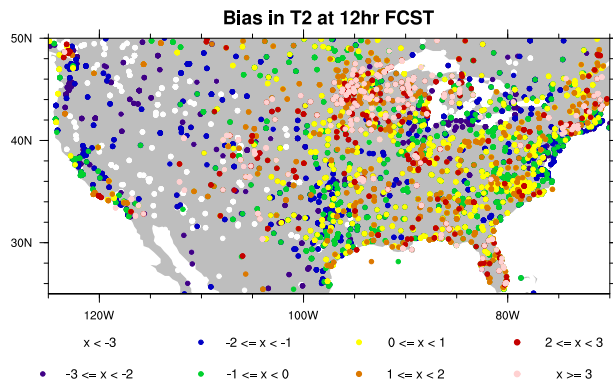 Bias in T2 at 12hr FCST
50N
40N
30N
120W 100W 80W
x < -3 -2 <= x < -1 0 <= x < 1 2 <= x < 3
-3 <= x < -2 -1 <= x < 0 1 <= x < 2 x >= 3